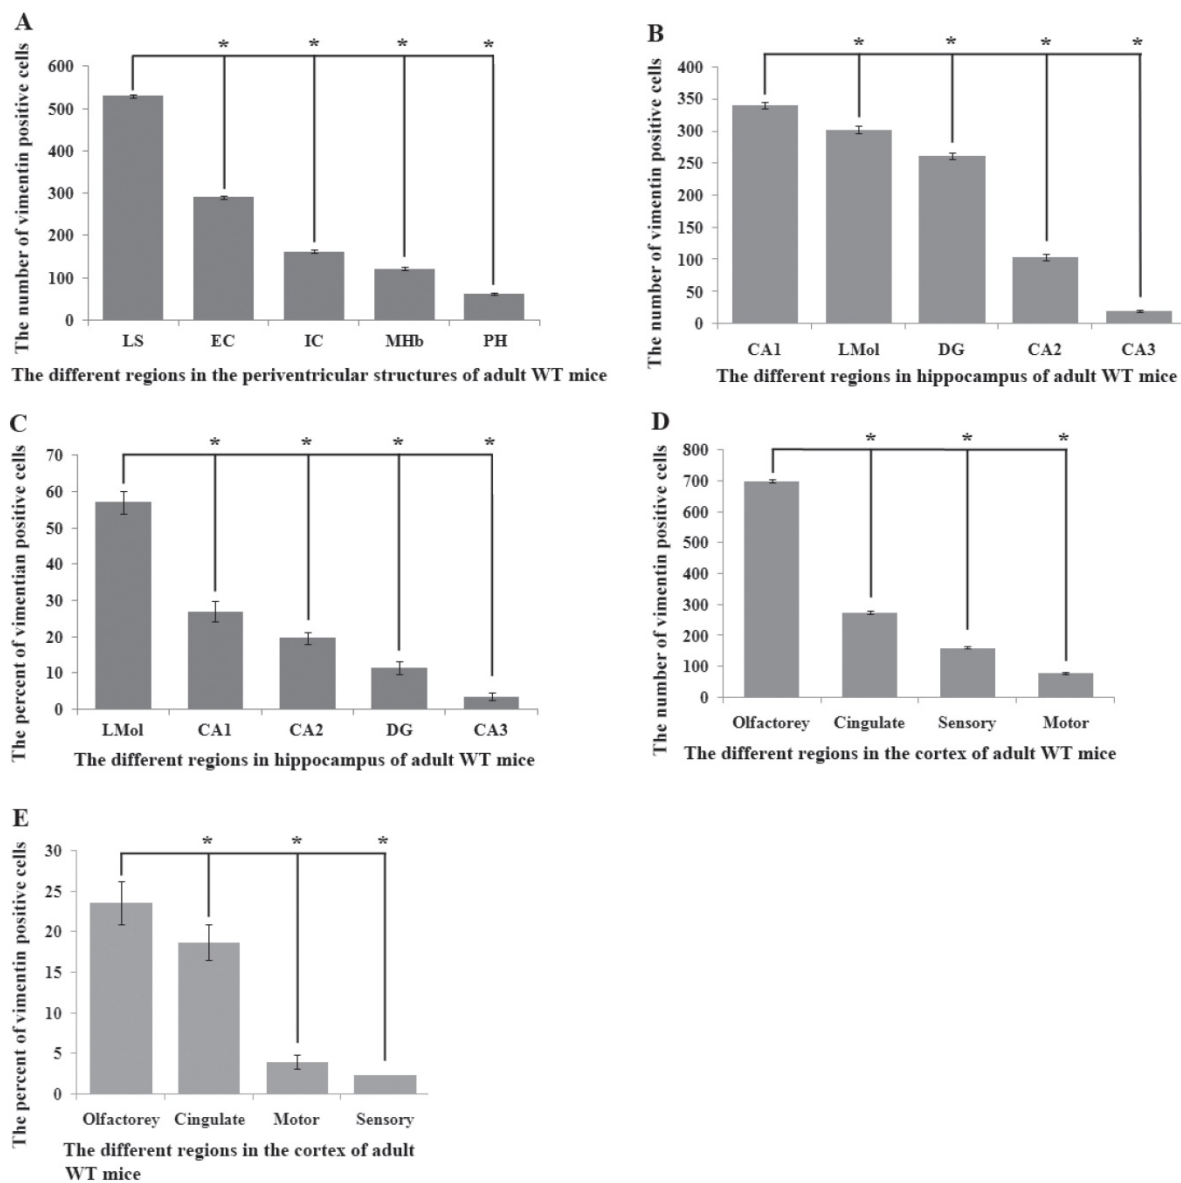 A
* * * *
The number of vimentin positive cells
600
500
400
300
200
100
0
LS EC IC MHb PH
The different regions in the periventricular structures of adult WT mice
B
* * * *
The number of vimentin positive cells
400
350
300
250
200
150
100
50
0
CA1 LMol DG CA2 CA3
The different regions in hippocampus of adult WT mice
C
* * * *
The percent of vimentian positive cells
70
60
50
40
30
20
10
0
LMol CA1 CA2 DG CA3
The different regions in hippocampus of adult WT mice
D
* * *
The number of vimentin positive cells
800
700
600
500
400
300
200
100
0
Olfactorey Cingulate Sensory Motor
The different regions in the cortex of adult WT mice
E
* * *
The percent of vimentin positive cells
30
25
20
15
10
5
0
Olfactorey Cingulate Motor Sensory
The different regions in the cortex of adult
WT mice